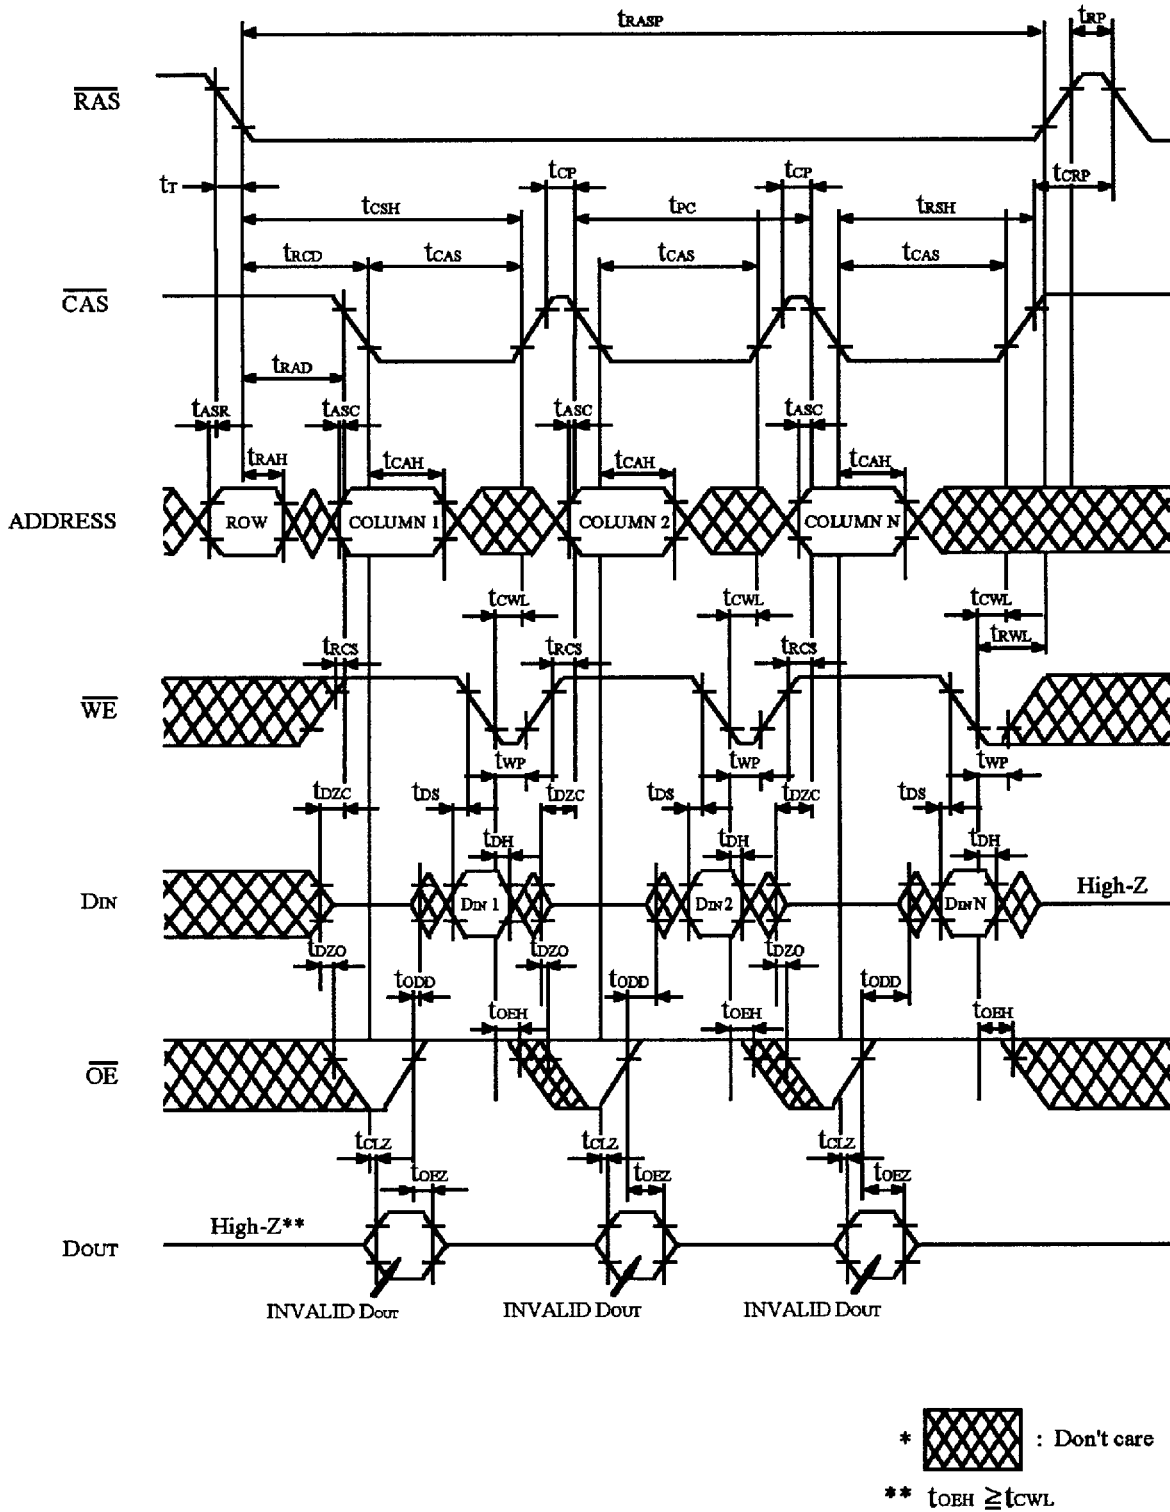 tRASP tRP
RAS
tT tCSH tCP tPC tCP tRSH tCRP
tRCD tCAS tCAS tCAS
CAS
tRAD
tASR tASC tASC tASC
tRAH tCAH tCAH tCAH
ADDRESS ROW COLUMN 1 COLUMN 2 COLUMN N
tCWL tCWL tCWL
tRCS tRCS tRCS tRWL
WE
tWP tWP tWP
tDZC tDS tDZC tDS tDZC tDS
tDH tDH tDH
DIN DIN 1 DIN 2 DIN N High-Z
tDZO tDZO tDZO
tODD tODD tODD
tOEH tOEH tOEH
OE
tCLZ tCLZ tCLZ
tOEZ tOEZ tOEZ
High-Z**
DOUT
INVALID DOUT INVALID DOUT INVALID DOUT
* : Don't care
** tOEH ≧ tCWL